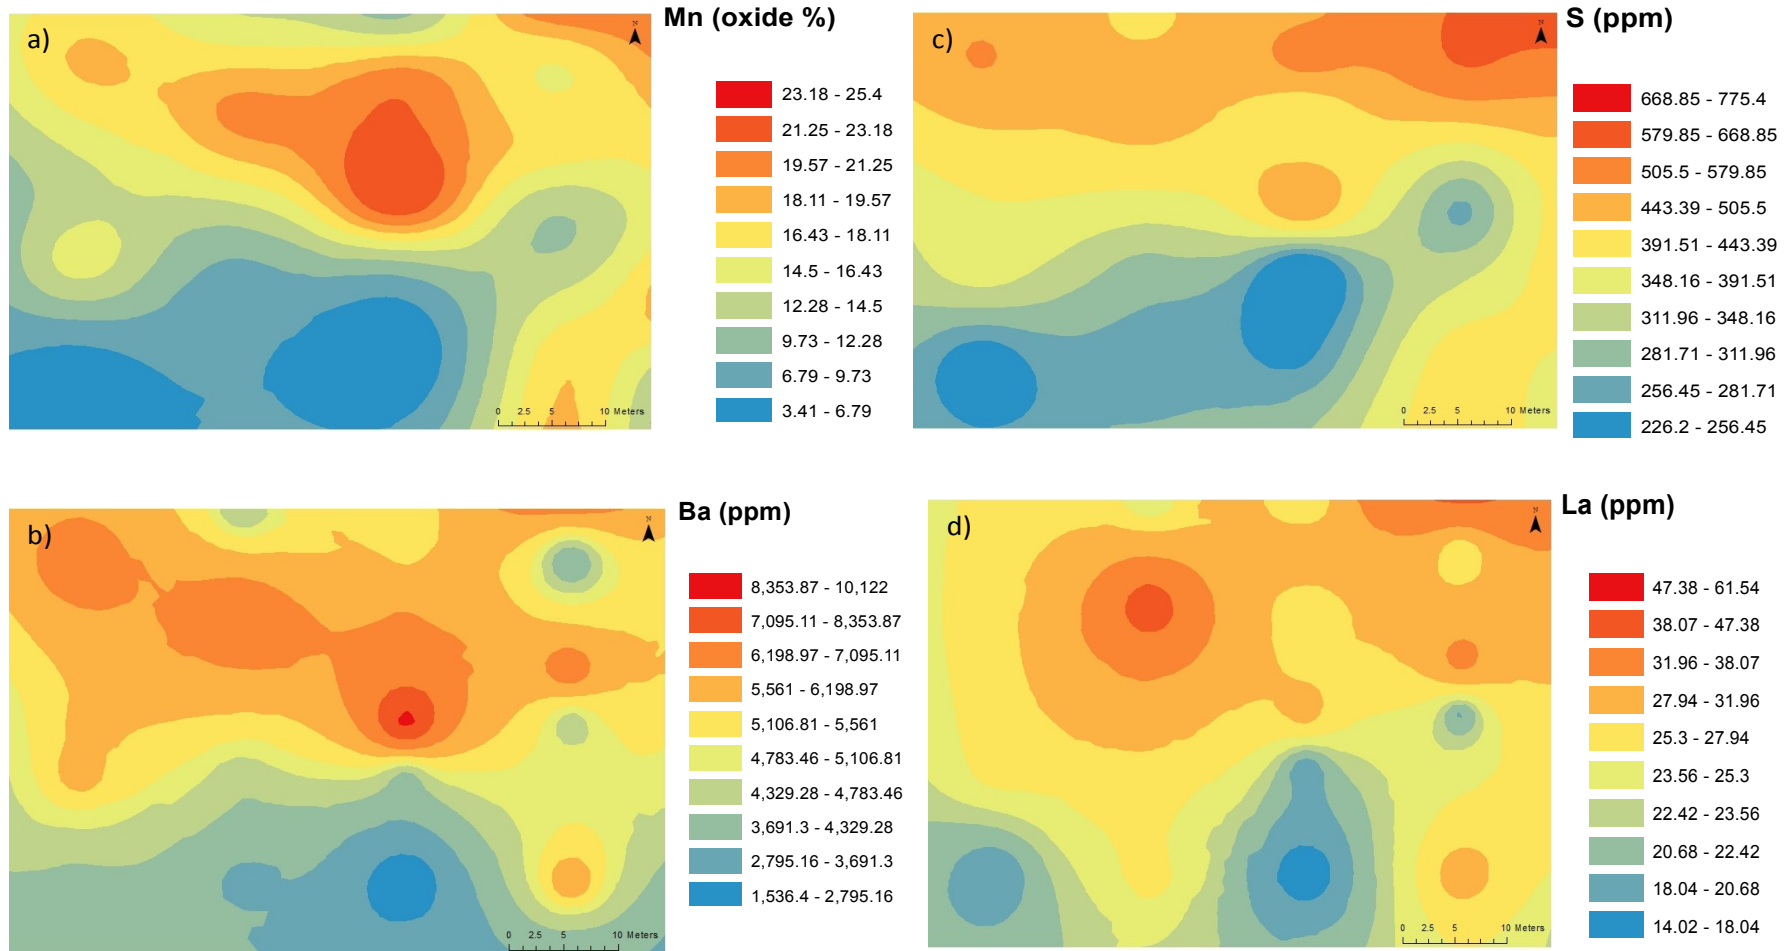 a)
N
Mn (oxide %)
23.18 - 25.4
21.25 - 23.18
19.57 - 21.25
18.11 - 19.57
16.43 - 18.11
14.5 - 16.43
12.28 - 14.5
9.73 - 12.28
6.79 - 9.73
3.41 - 6.79
0 2.5 5 10 Meters
c)
N
S (ppm)
668.85 - 775.4
579.85 - 668.85
505.5 - 579.85
443.39 - 505.5
391.51 - 443.39
348.16 - 391.51
311.96 - 348.16
281.71 - 311.96
256.45 - 281.71
226.2 - 256.45
0 2.5 5 10 Meters
b)
N
Ba (ppm)
8,353.87 - 10,122
7,095.11 - 8,353.87
6,198.97 - 7,095.11
5,561 - 6,198.97
5,106.81 - 5,561
4,783.46 - 5,106.81
4,329.28 - 4,783.46
3,691.3 - 4,329.28
2,795.16 - 3,691.3
1,536.4 - 2,795.16
0 2.5 5 10 Meters
d)
N
La (ppm)
47.38 - 61.54
38.07 - 47.38
31.96 - 38.07
27.94 - 31.96
25.3 - 27.94
23.56 - 25.3
22.42 - 23.56
20.68 - 22.42
18.04 - 20.68
14.02 - 18.04
0 2.5 5 10 Meters